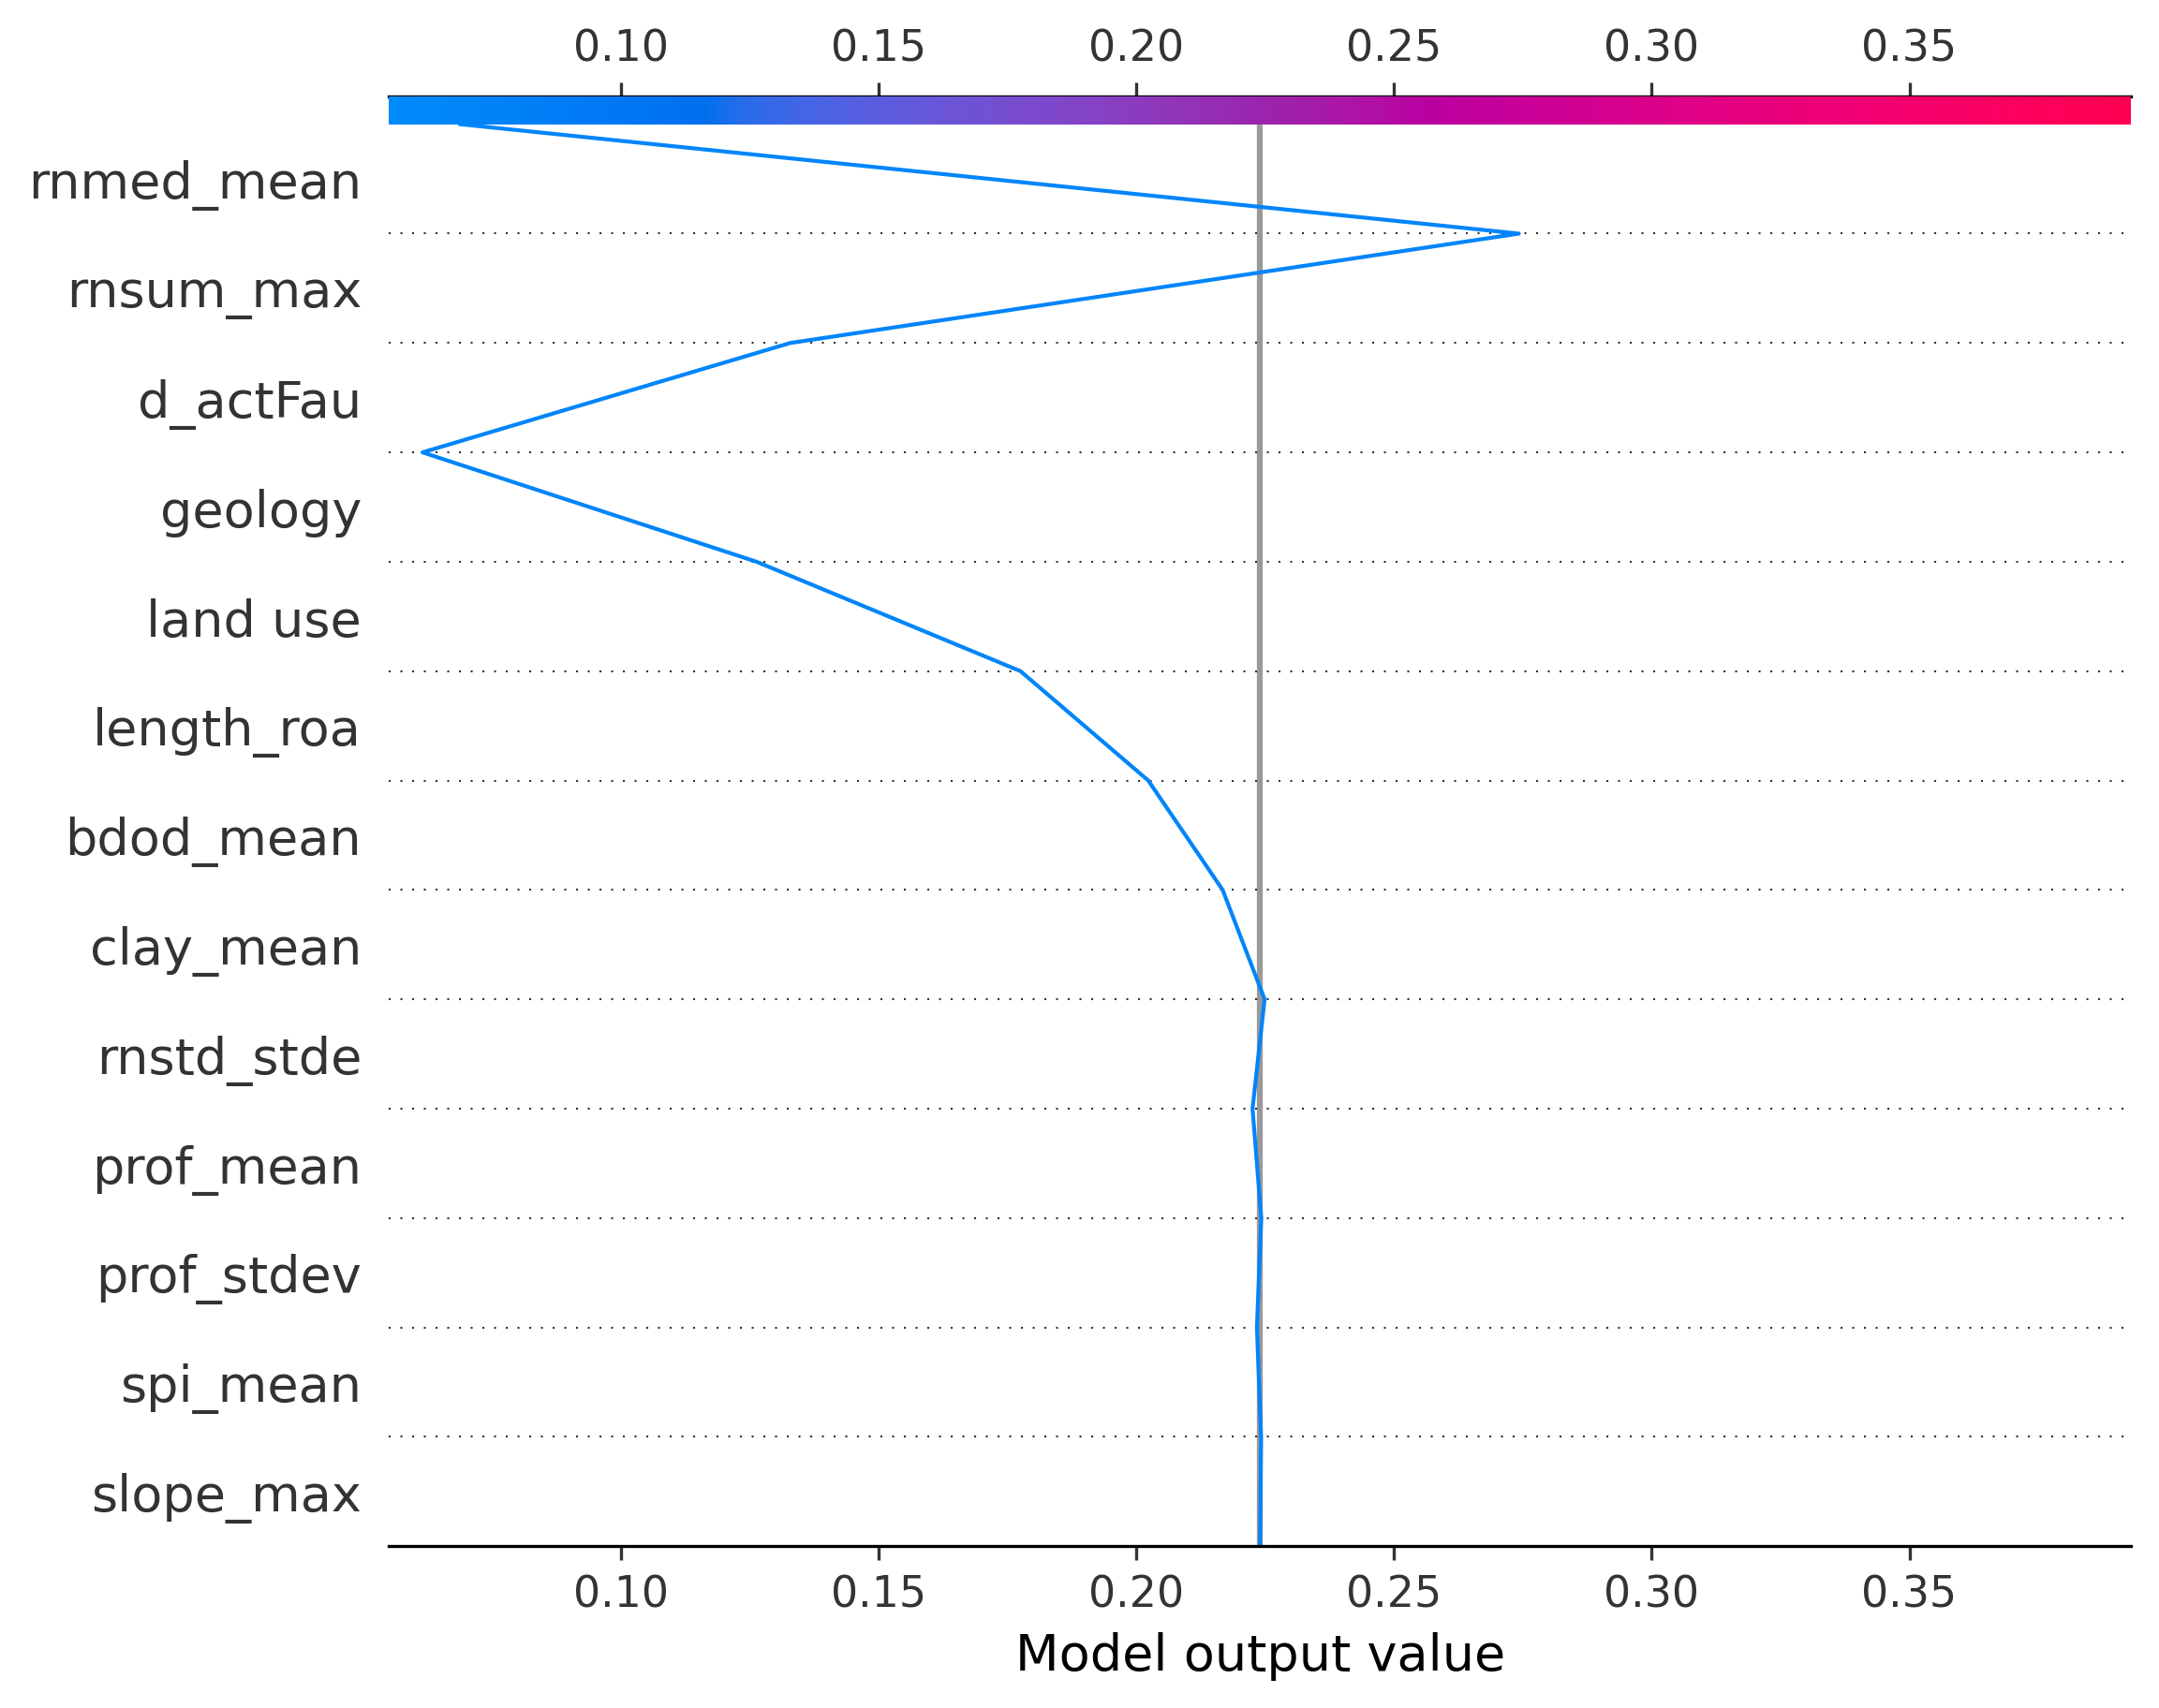 0.10 0.15 0.20 0.25 0.30 0.35
rnmed_mean
rnsum_max
d_actFau
geology
land use
length_roa
bdod_mean
clay_mean
rnstd_stde
prof_mean
prof_stdev
spi_mean
slope_max
0.10 0.15 0.20 0.25 0.30 0.35
Model output value